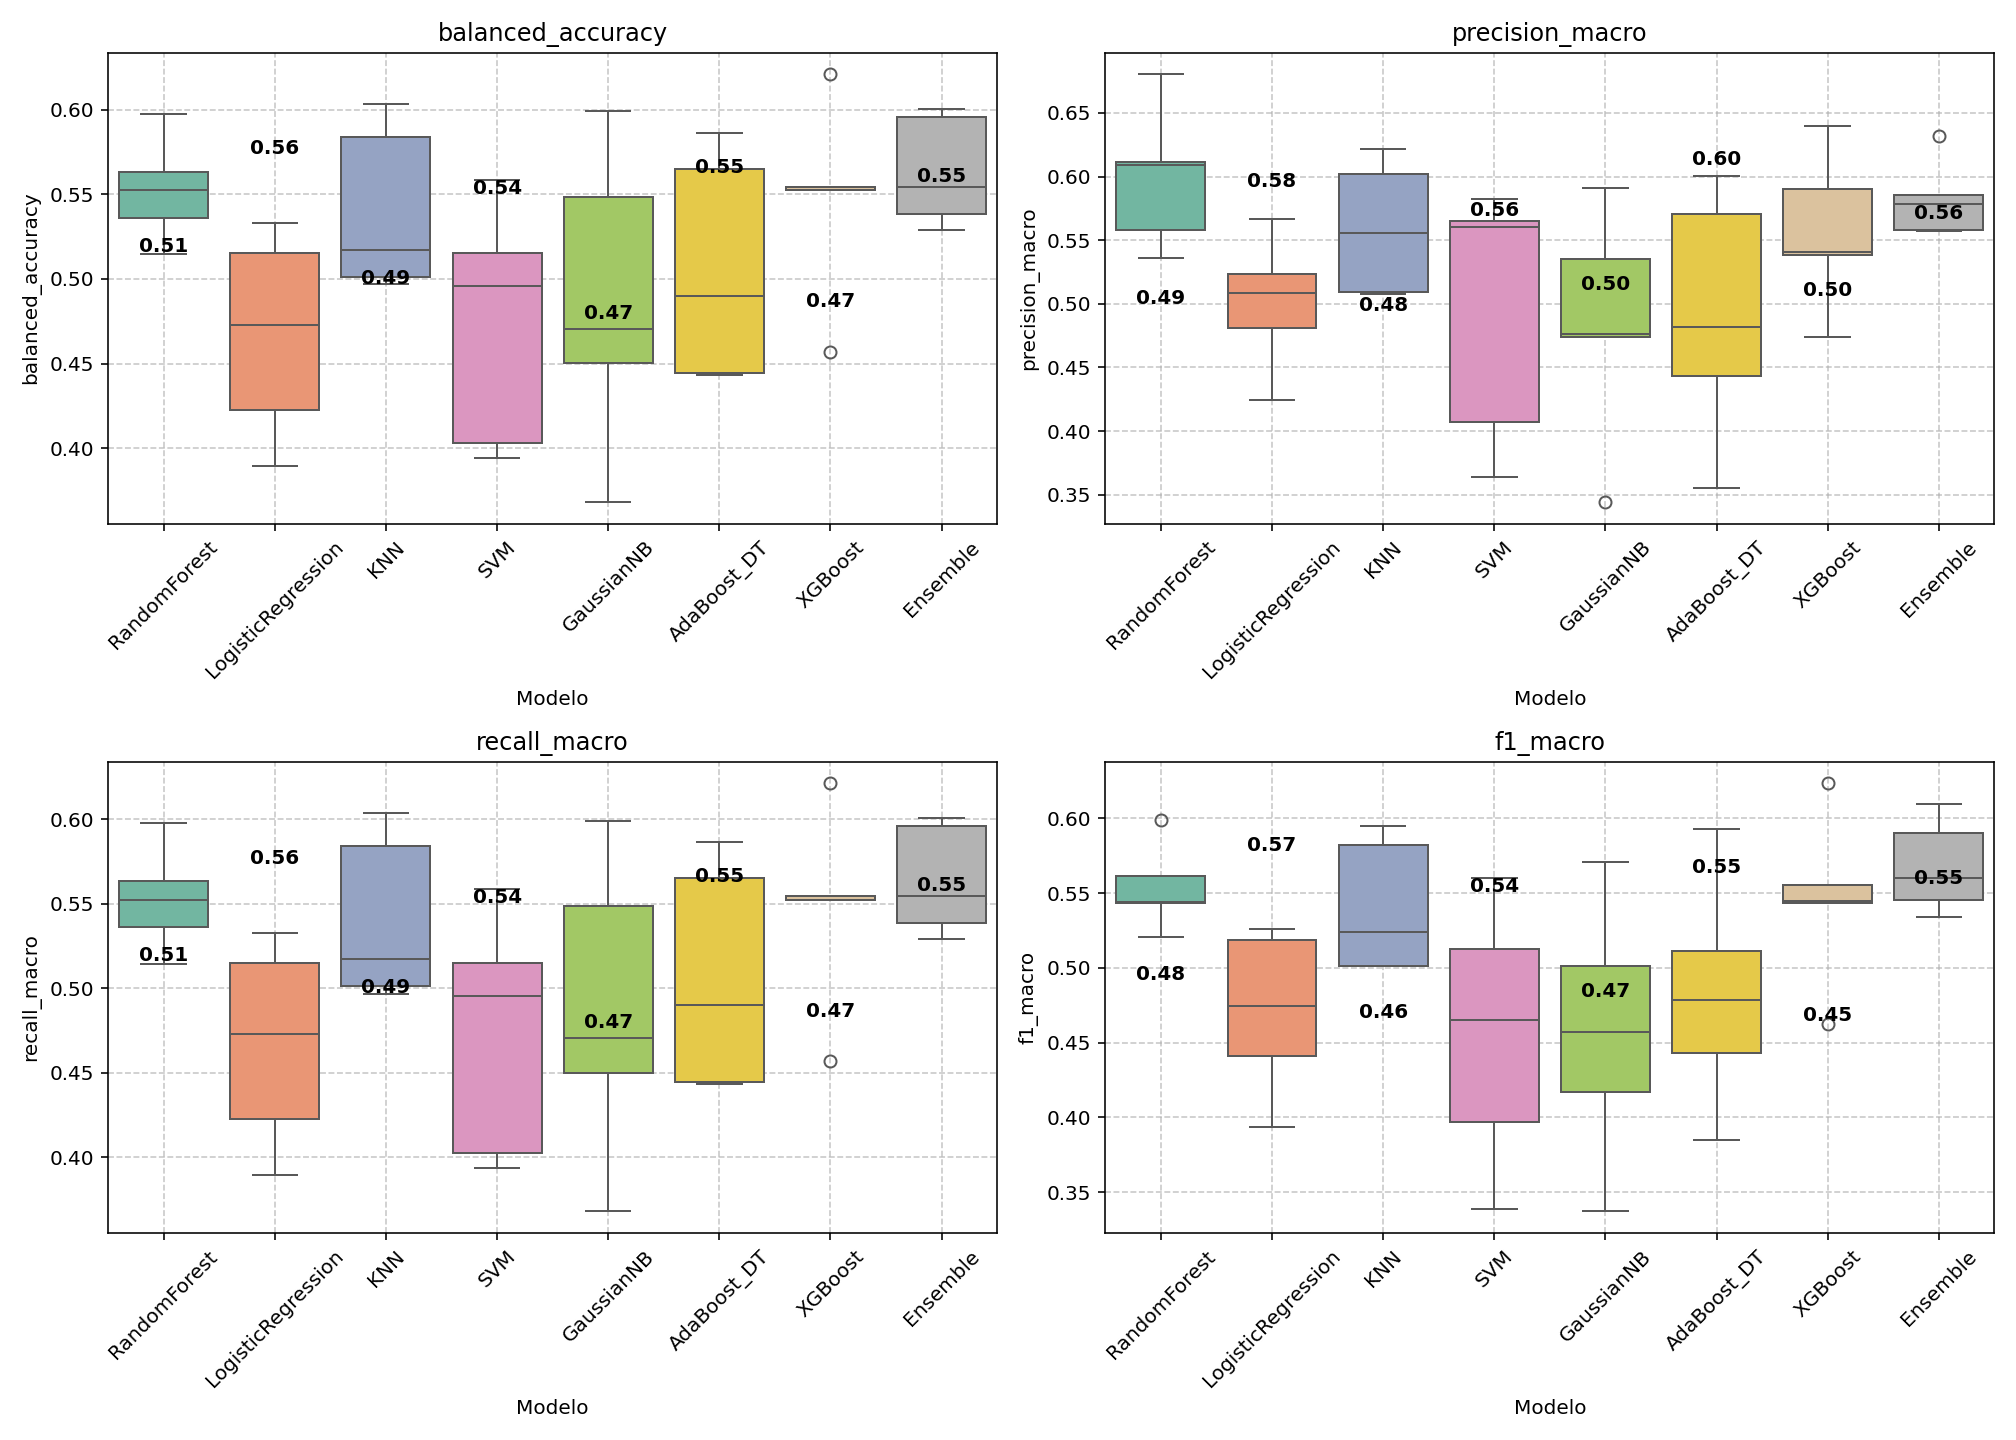 balanced_accuracy
balanced_accuracy
0.60
0.55
0.50
0.45
0.40
0.51
0.56
0.49
0.54
0.47
0.55
0.47
0.55
RandomForest
LogisticRegression
KNN
SVM
GaussianNB
AdaBoost_DT
XGBoost
Ensemble
Modelo
precision_macro
precision_macro
0.65
0.60
0.55
0.50
0.45
0.40
0.35
0.49
0.58
0.48
0.56
0.50
0.60
0.50
0.56
RandomForest
LogisticRegression
KNN
SVM
GaussianNB
AdaBoost_DT
XGBoost
Ensemble
Modelo
recall_macro
recall_macro
0.60
0.55
0.50
0.45
0.40
0.51
0.56
0.49
0.54
0.47
0.55
0.47
0.55
RandomForest
LogisticRegression
KNN
SVM
GaussianNB
AdaBoost_DT
XGBoost
Ensemble
Modelo
f1_macro
f1_macro
0.60
0.55
0.50
0.45
0.40
0.35
0.48
0.57
0.46
0.54
0.47
0.55
0.45
0.55
RandomForest
LogisticRegression
KNN
SVM
GaussianNB
AdaBoost_DT
XGBoost
Ensemble
Modelo